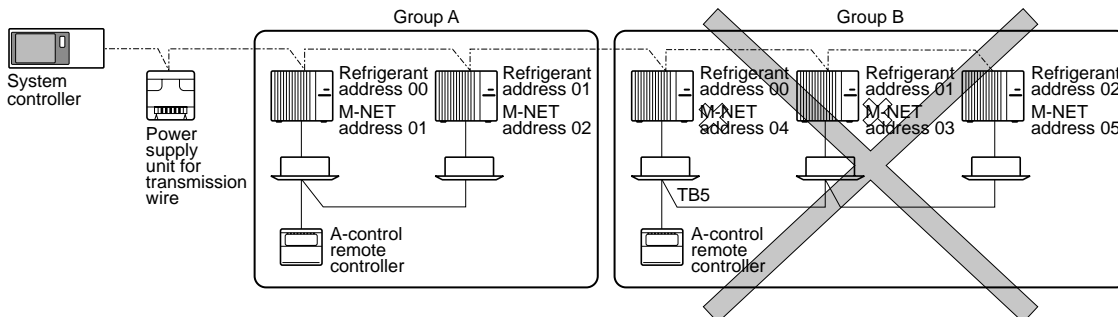 Group A
Group B
System
controller
Power
supply
unit for
transmission
wire
Refrigerant
address 00
M-NET
address 01
Refrigerant
address 01
M-NET
address 02
A-control
remote
controller
Refrigerant
address 00
M-NET
address 04
Refrigerant
address 01
M-NET
address 03
Refrigerant
address 02
M-NET
address 05
TB5
A-control
remote
controller